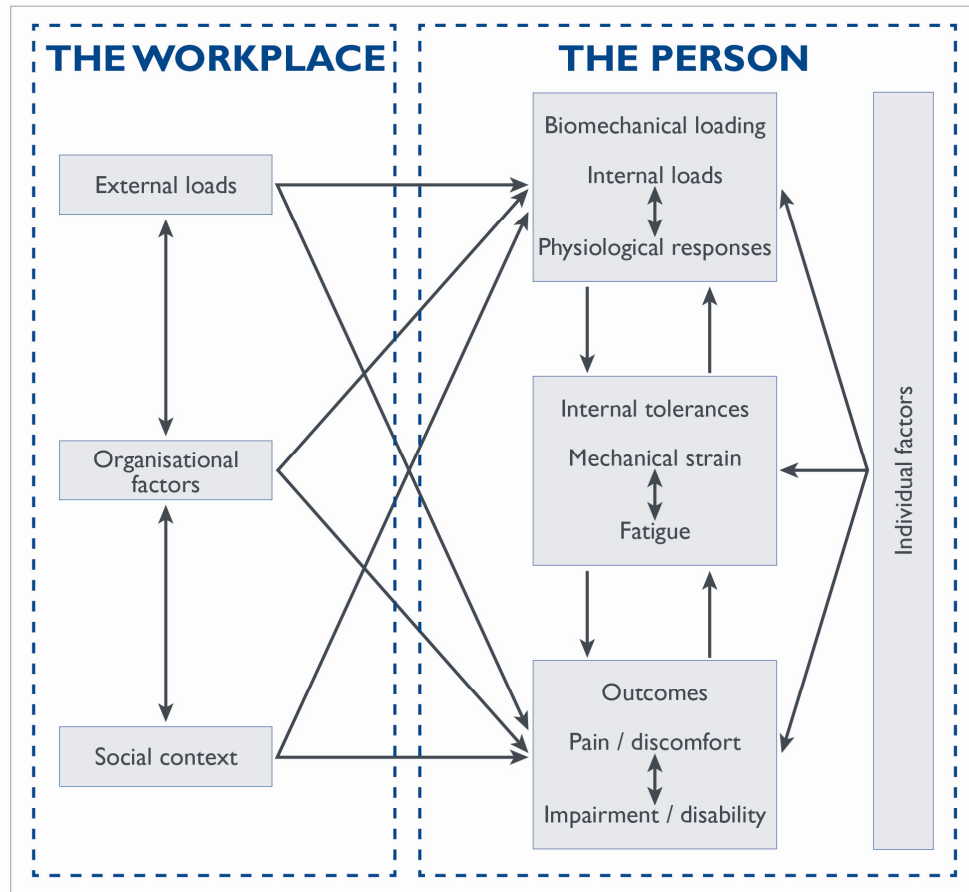 THE WORKPLACE
External loads
Organisational
factors
Social context
THE PERSON
Biomechanical loading
Internal loads
Physiological responses
Internal tolerances
Mechanical strain
Fatigue
Outcomes
Pain / discomfort
Impairment / disability
Individual factors